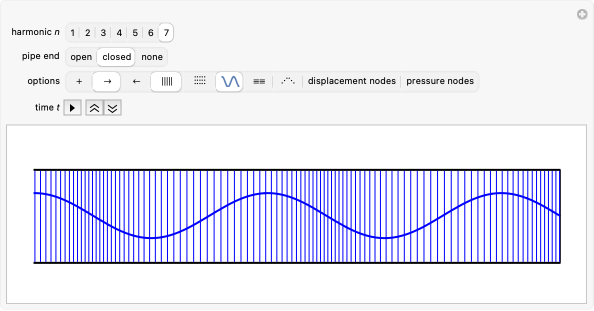 harmonic n 1 2 3 4 5 6 7
pipe end open closed none
options + → ← displacement nodes pressure nodes
time t